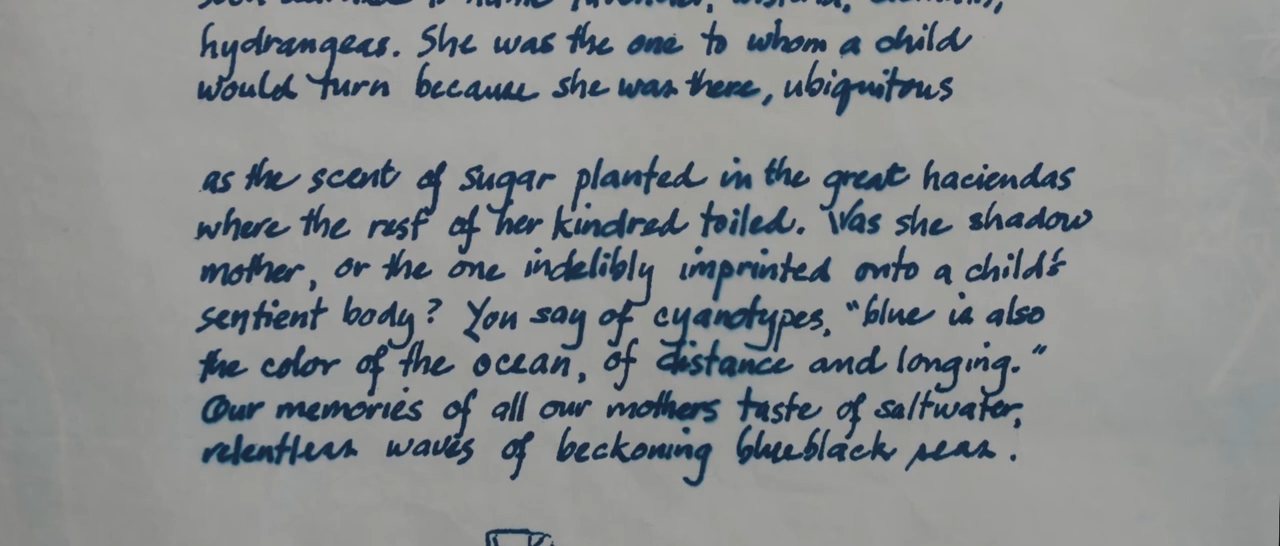 hydrangeas. She was the one to whom a child
would turn because she was there, ubiquitous
as the scent of sugar planted in the great haciendas
where the rest of her kindred toiled. Was she shadow
mother, or the one indelibly imprinted onto a child's
sentient body? You say of cyanotypes, "blue is also
the color of the ocean, of distance and longing."
Our memories of all our mothers taste of saltwater,
relentless waves of beckoning blueblack seas.